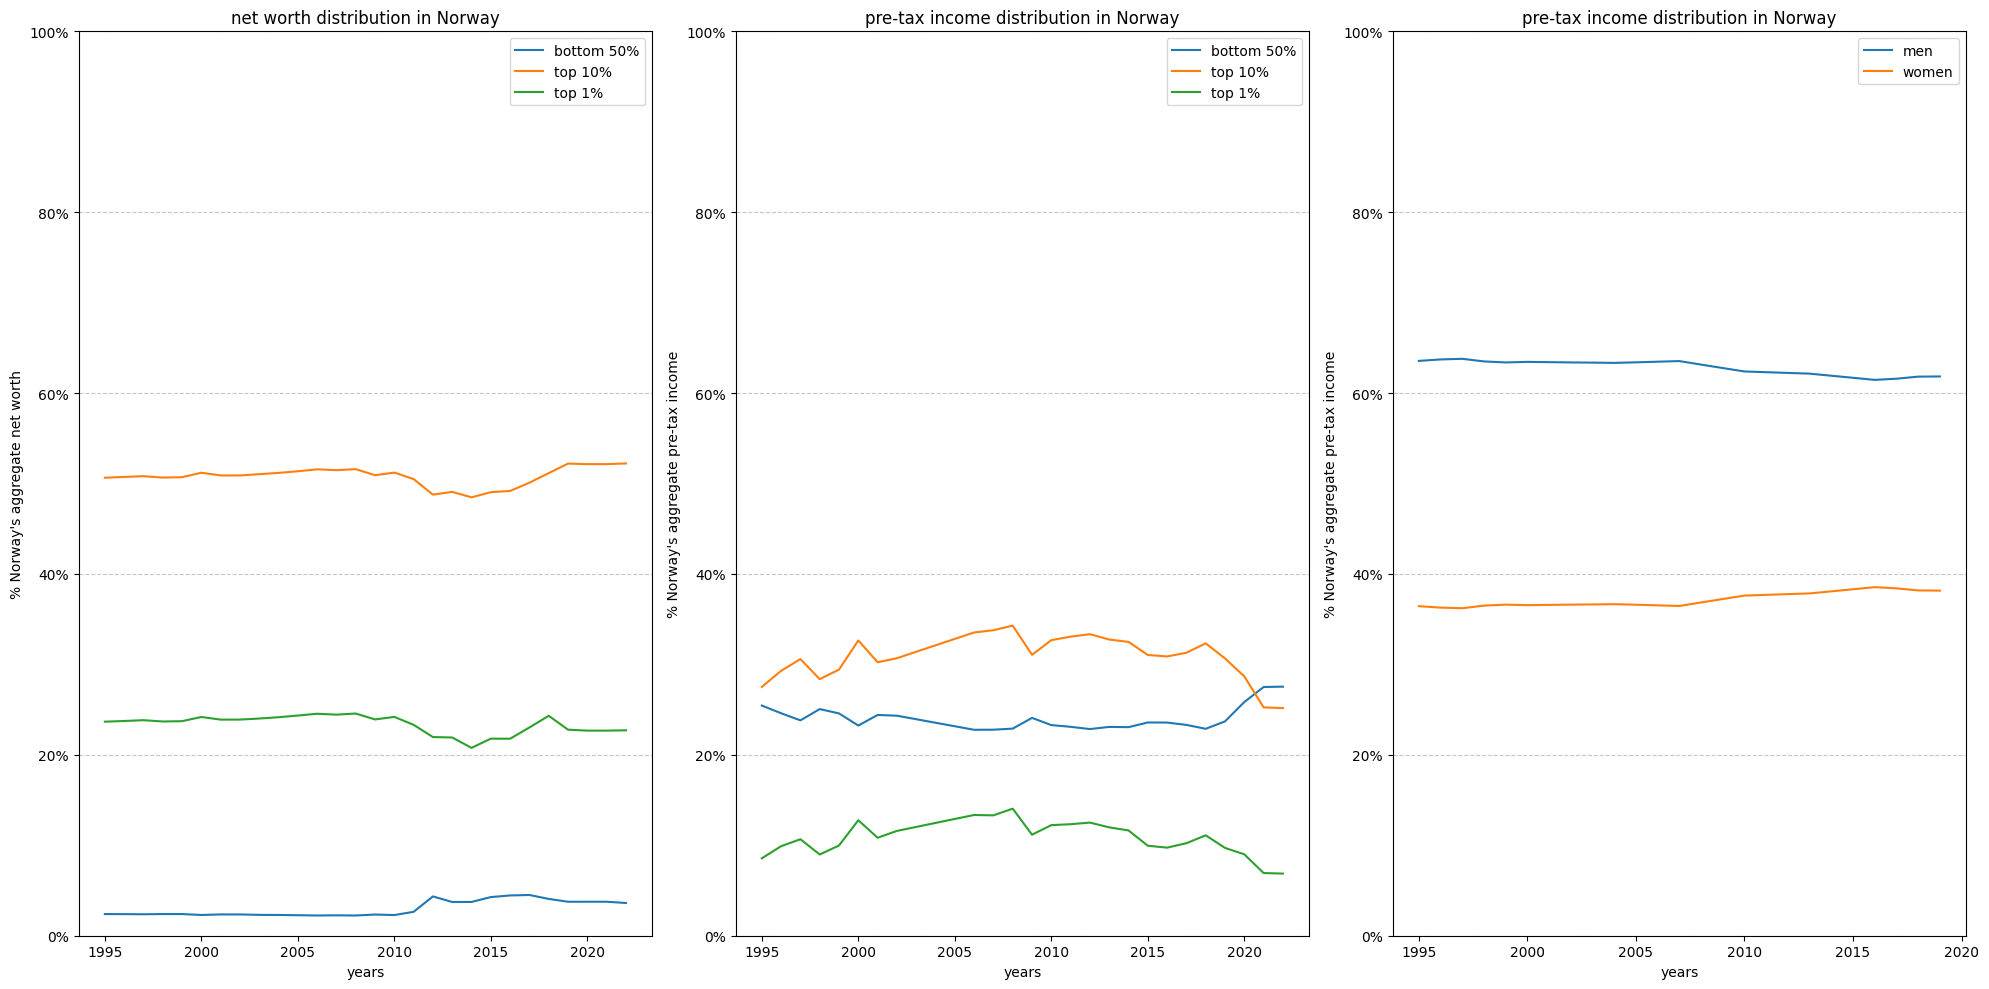 net worth distribution in Norway
100%
80%
60%
40%
20%
0%
% Norway's aggregate net worth
bottom 50%
top 10%
top 1%
1995 2000 2005 2010 2015 2020
years
pre-tax income distribution in Norway
100%
80%
60%
40%
20%
0%
% Norway's aggregate pre-tax income
bottom 50%
top 10%
top 1%
1995 2000 2005 2010 2015 2020
years
pre-tax income distribution in Norway
100%
80%
60%
40%
20%
0%
% Norway's aggregate pre-tax income
men
women
1995 2000 2005 2010 2015 2020
years